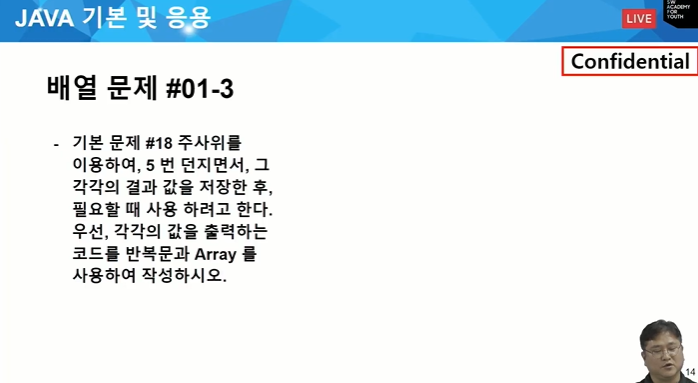 JAVA 기본 및 응용
LIVE
SW
ACADEMY
FOR
YOUTH
Confidential
배열 문제 #01-3
- 기본 문제 #18 주사위를
이용하여, 5 번 던지면서, 그
각각의 결과 값을 저장한 후,
필요할 때 사용 하려고 한다.
우선, 각각의 값을 출력하는
코드를 반복문과 Array 를
사용하여 작성하시오.
14